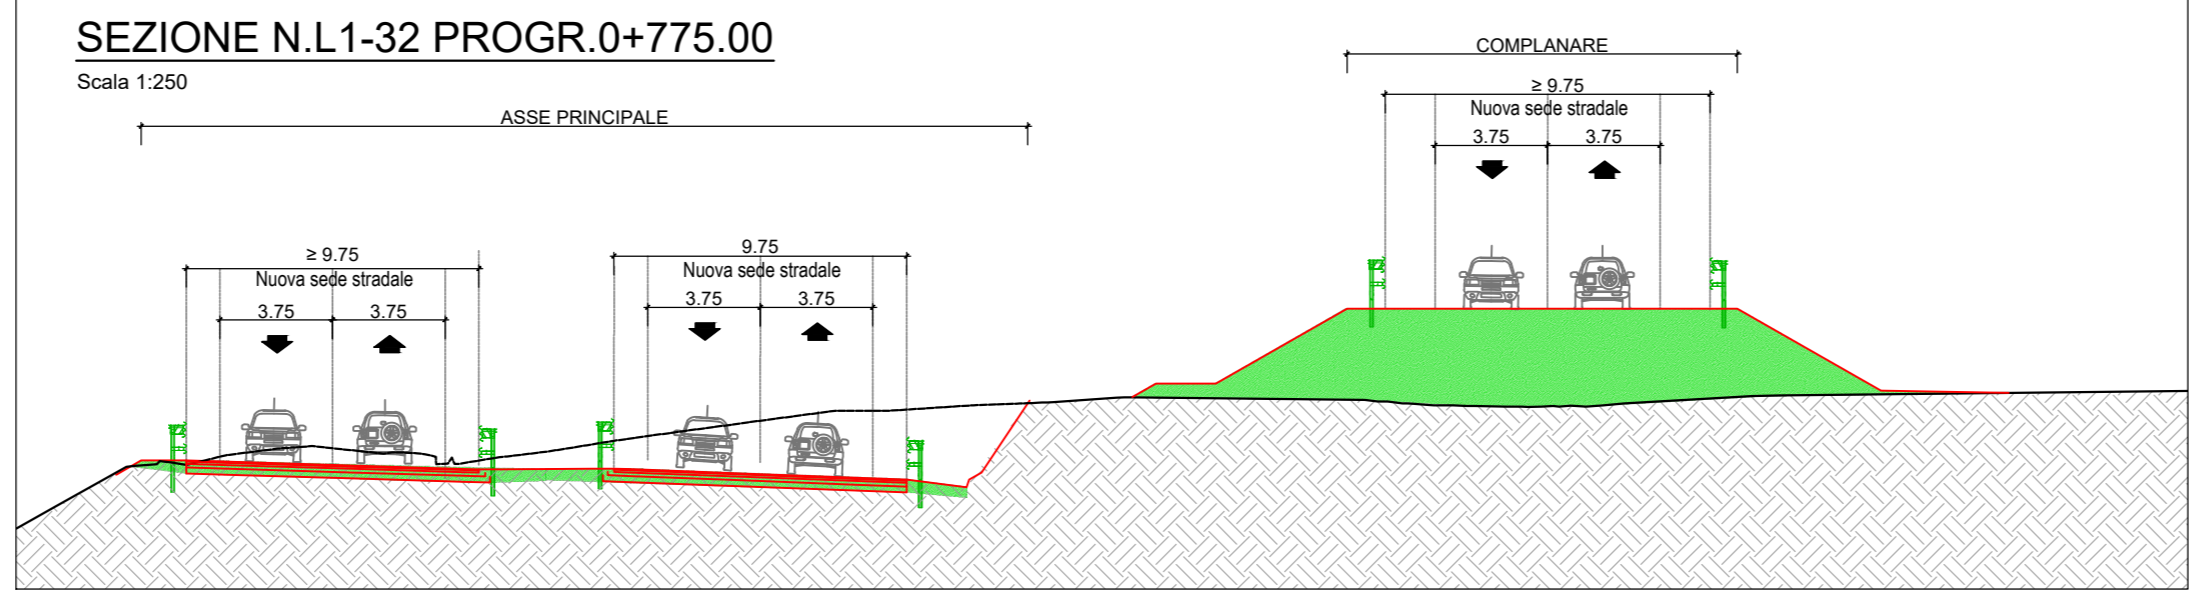 SEZIONE N.L1-32 PROGR.0+775.00
Scala 1:250
ASSE PRINCIPALE
COMPLANARE
≥ 9.75
Nuova sede stradale
3.75 3.75
≥ 9.75
Nuova sede stradale
3.75 3.75
9.75
Nuova sede stradale
3.75 3.75